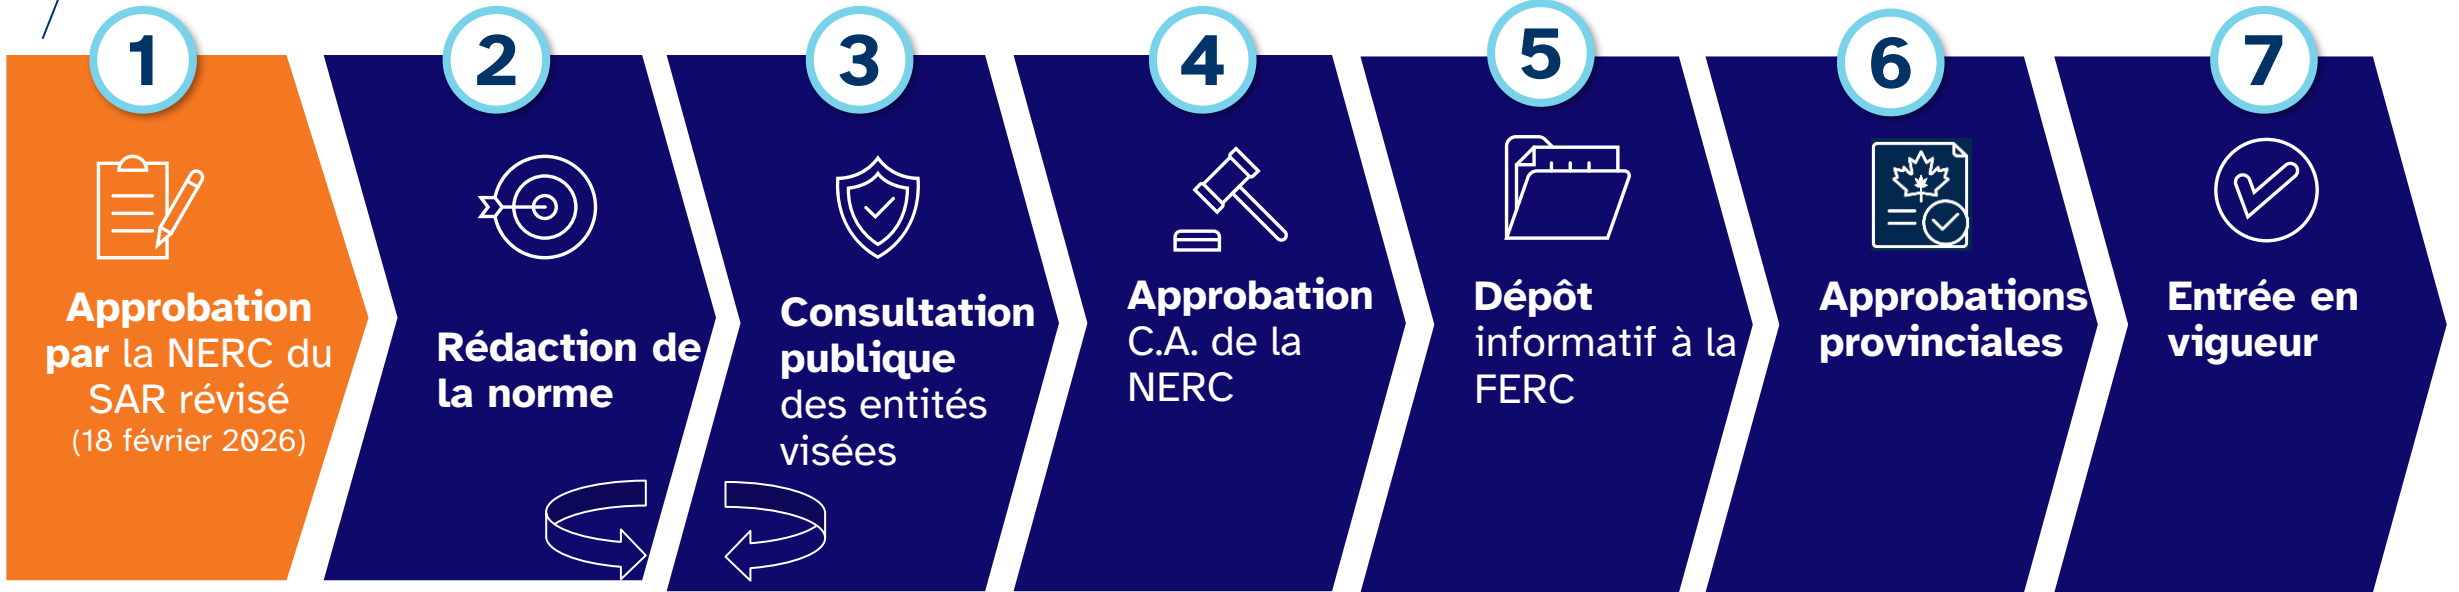 1
Approbation
par la NERC du
SAR révisé
(18 février 2026)
2
Rédaction de
la norme
3
Consultation
publique
des entités
visées
4
Approbation
C.A. de la
NERC
5
Dépôt
informatif à la
FERC
6
Approbations
provinciales
7
Entrée en
vigueur